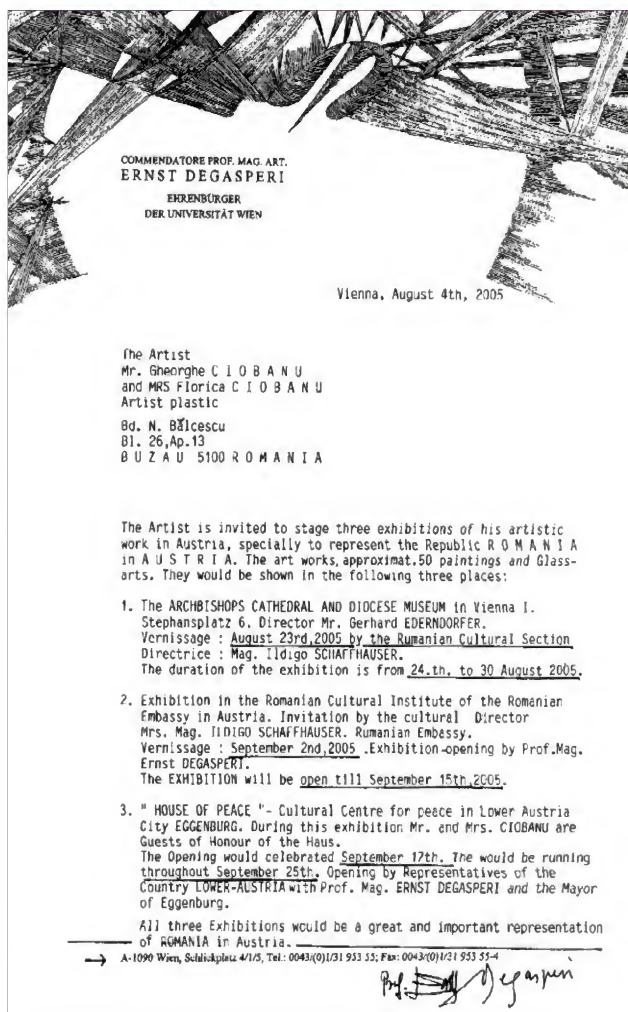 COMMENDATORE PROF. MAG. ART.
ERNST DEGASPERI
EHRENBÜRGER
DER UNIVERSITÄT WIEN
Vienna, August 4th, 2005
The Artist
Mr. Gheorghe C I O B A N U
and MRS Florica C I O B A N U
Artist plastic
Bd. N. Bălcescu
Bl. 26,Ap.13
B U Z A U 5100 R O M A N I A
The Artist is invited to stage three exhibitions of his artistic
work in Austria, specially to represent the Republic R O M A N I A
in A U S T R I A. The art works, approximat.50 paintings and Glass-
arts. They would be shown in the following three places:
1. The ARCHBISHOPS CATHEDRAL AND DIOCESE MUSEUM in Vienna I.
Stephansplatz 6. Director Mr. Gerhard EDERNDORFER.
Vernissage : August 23rd,2005 by the Rumanian Cultural Section
Directrice : Mag. Ildigo SCHAFFHAUSER.
The duration of the exhibition is from 24.th. to 30 August 2005.
2. Exhibition in the Romanian Cultural Institute of the Romanian
Embassy in Austria. Invitation by the cultural Director
Mrs. Mag. ILDIGO SCHAFFHAUSER. Rumanian Embassy.
Vernissage : September 2nd,2005 .Exhibition-opening by Prof.Mag.
Ernst DEGASPERI.
The EXHIBITION will be open till September 15th,2005.
3. " HOUSE OF PEACE "- Cultural Centre for peace in Lower Austria
City EGGENBURG. During this exhibition Mr. and Mrs. CIOBANU are
Guests of Honour of the Haus.
The Opening would celebrated September 17th. The would be running
throughout September 25th. Opening by Representatives of the
Country LOWER-AUSTRIA with Prof. Mag. ERNST DEGASPERI and the Mayor
of Eggenburg.
All three Exhibitions would be a great and important representation
of ROMANIA in Austria.
→ A-1090 Wien, Schlickplatz 4/1/5, Tel.: 0043/(0)1/31 953 55; Fax: 0043/(0)1/31 953 55-4
Prof. Degasperi